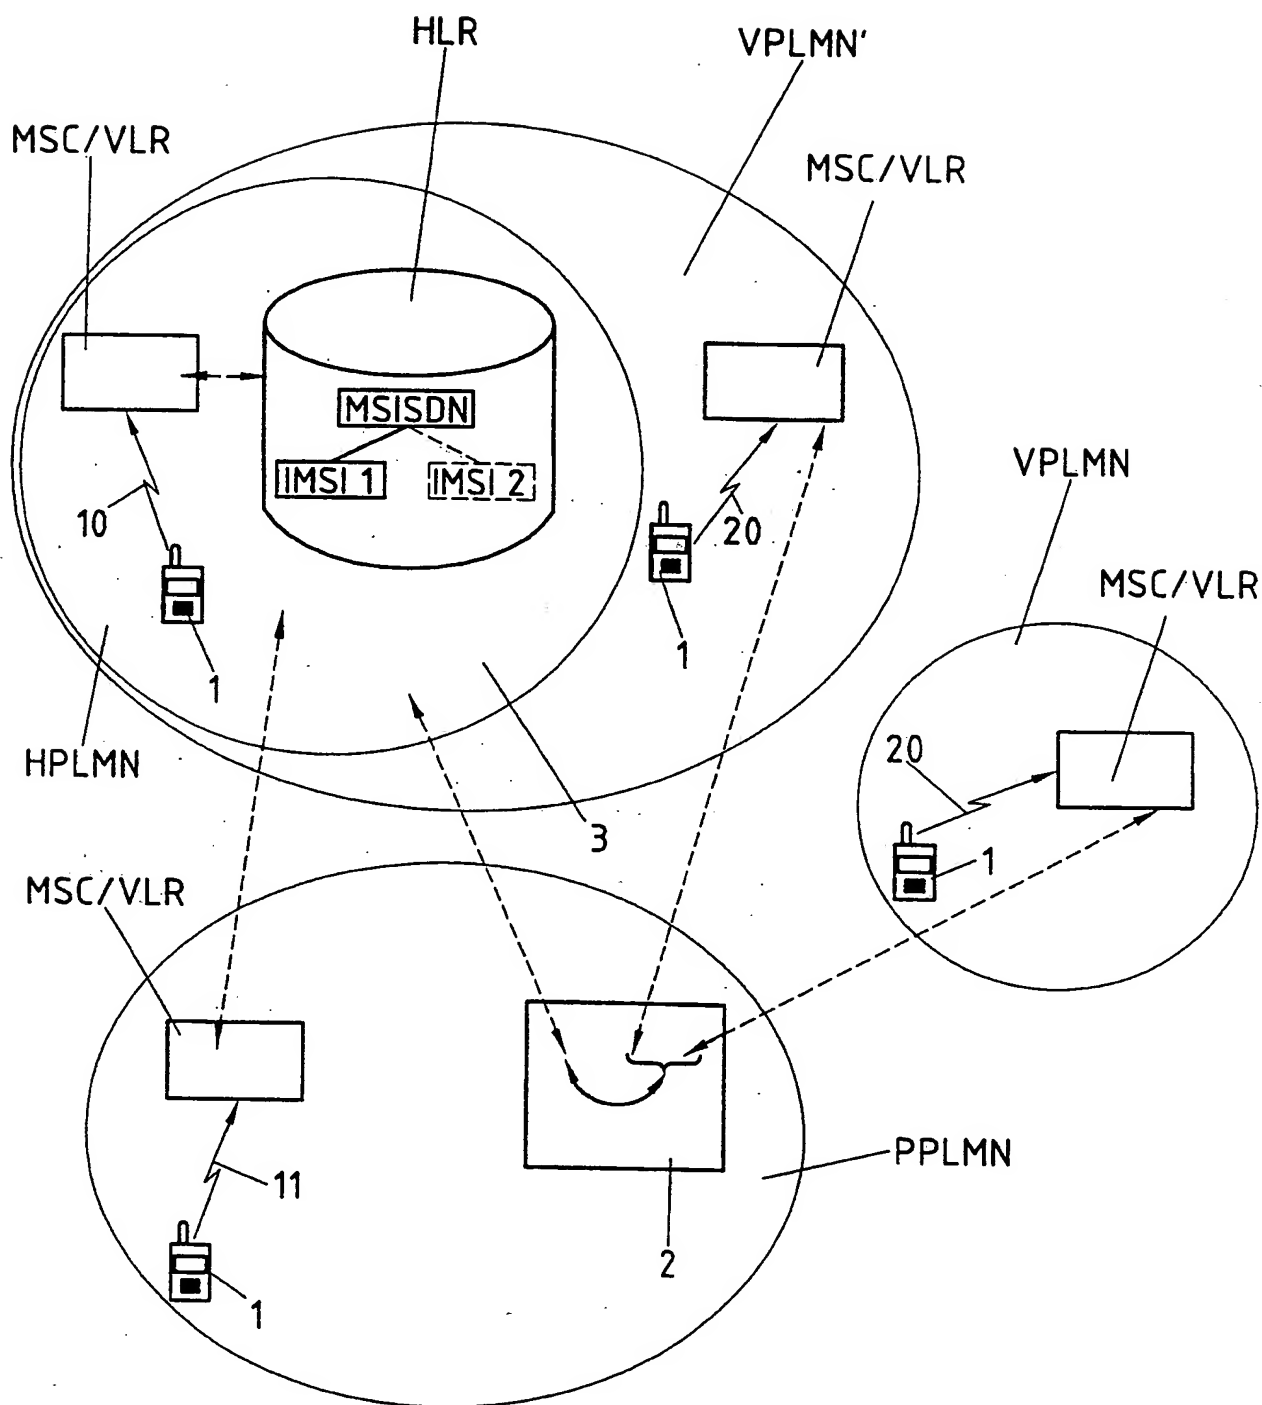 HLR
VPLMN'
MSC/VLR
MSC/VLR
MSISDN
IMSI 1
IMSI 2
10
20
1
1
HPLMN
3
VPLMN
MSC/VLR
20
1
MSC/VLR
11
1
2
PPLMN